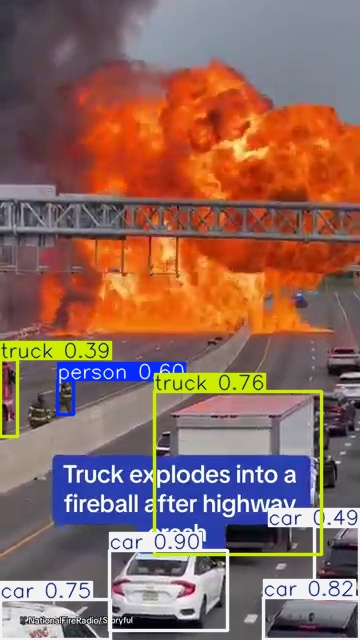 truck 0.39
person 0.60
truck 0.76
Truck explodes into a
fireball after highway
crash
car 0.49
car 0.90
car 0.75
car 0.82
NationalFireRadio/Storyful